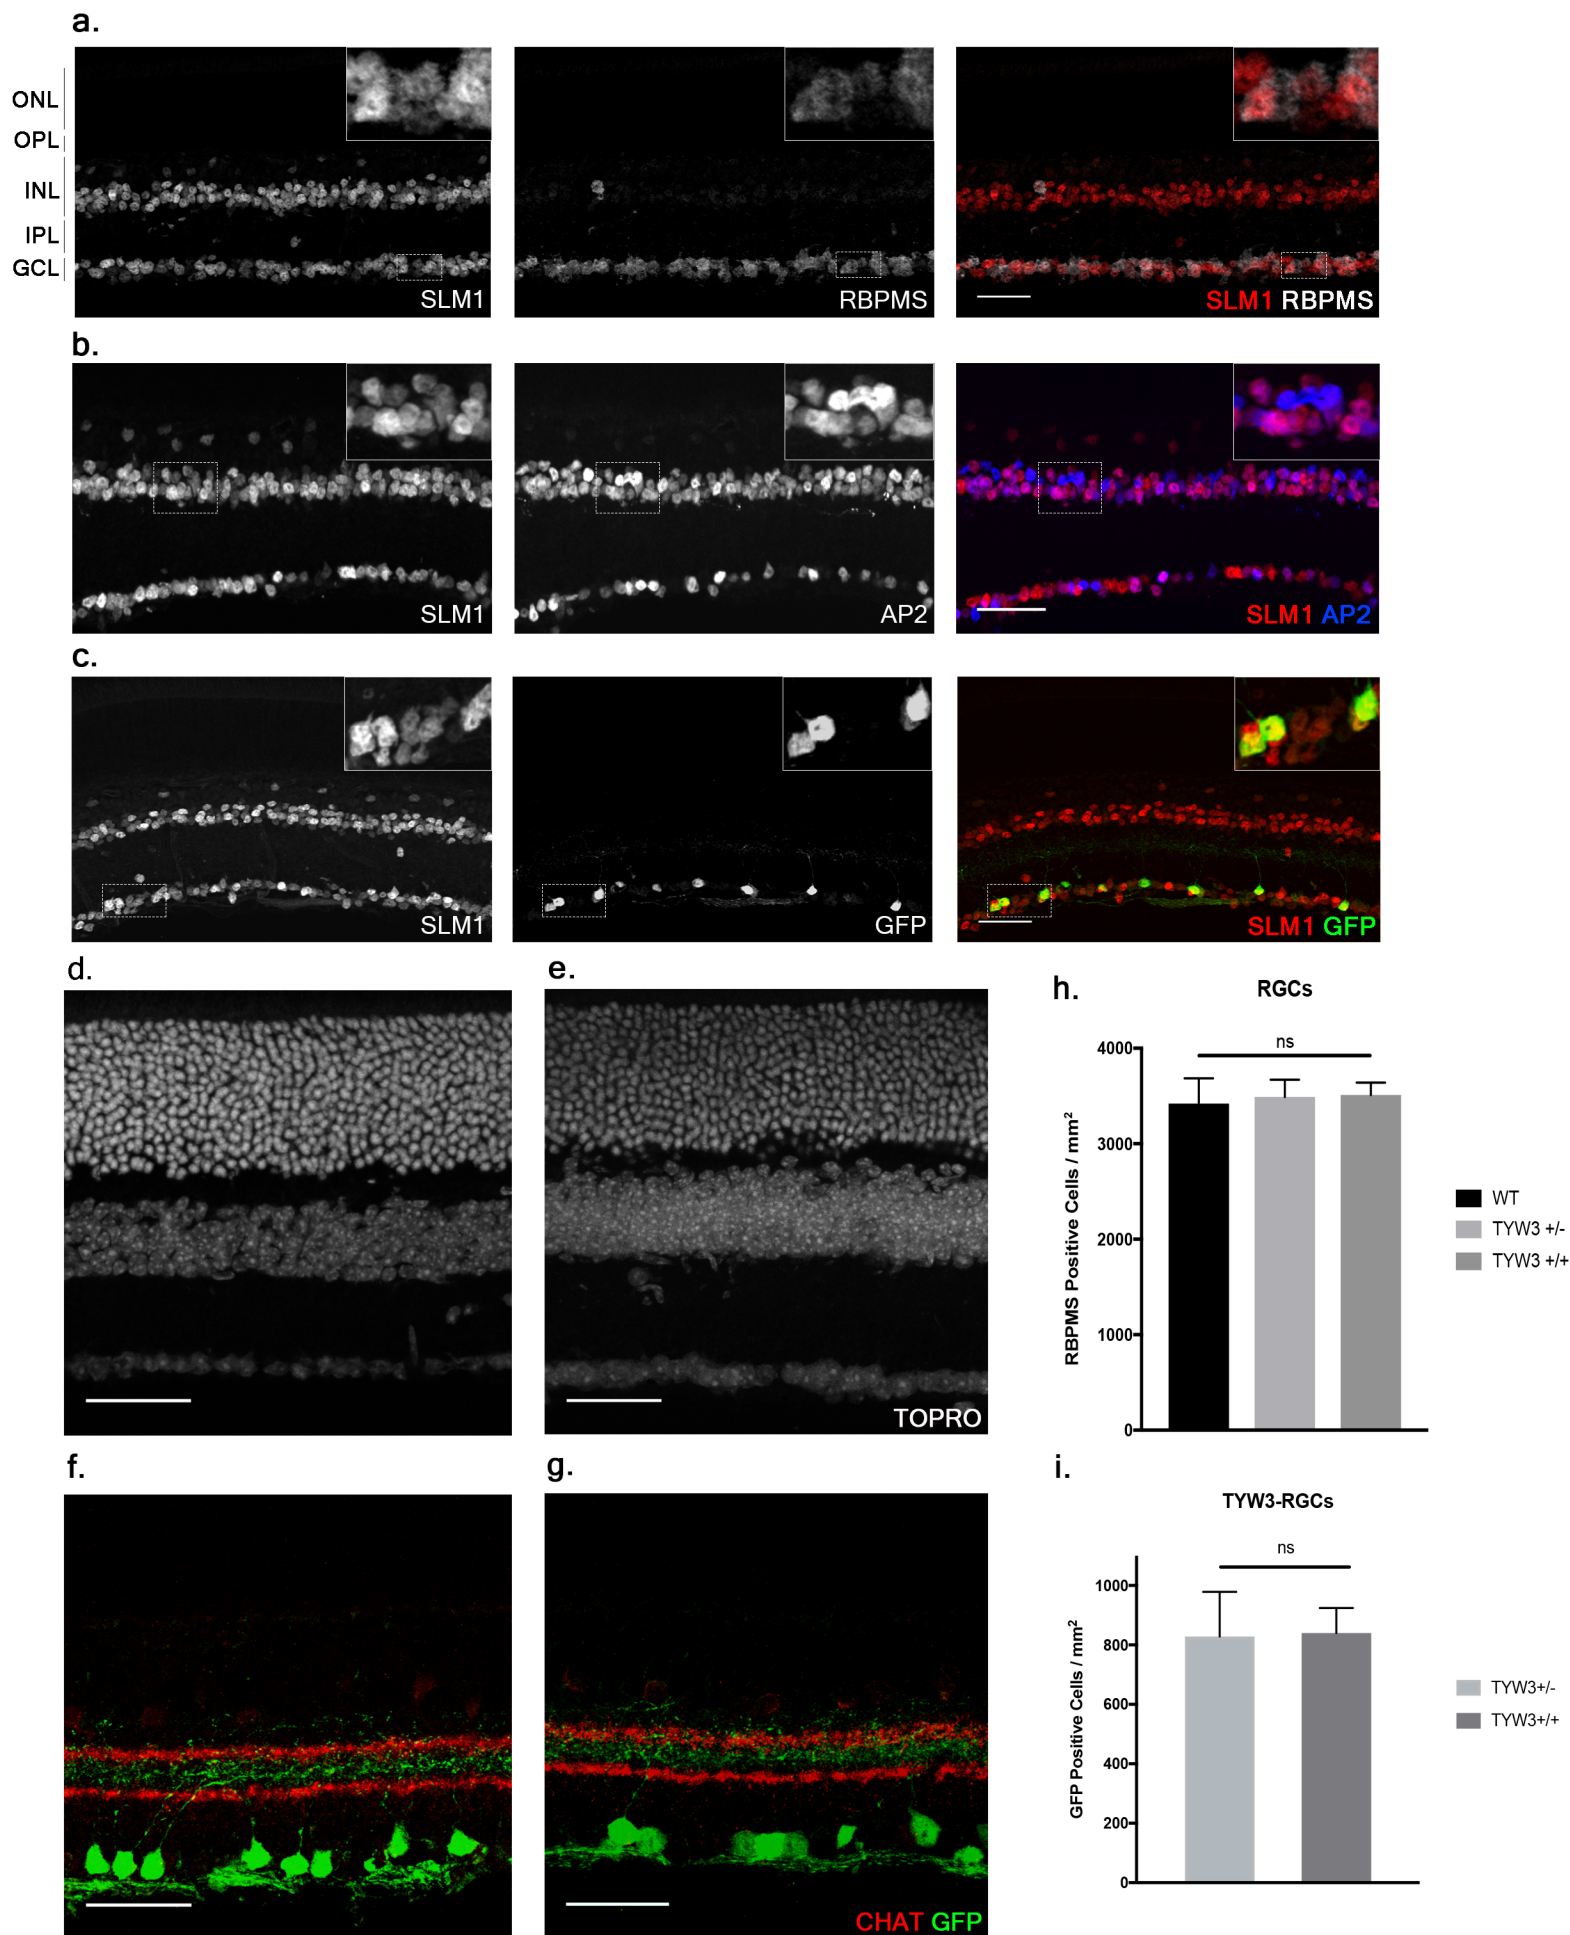 a.
ONL
OPL
INL
IPL
GCL
SLM1
RBPMS
SLM1 RBPMS
b.
SLM1
AP2
SLM1 AP2
c.
SLM1
GFP
SLM1 GFP
d.
e.
TOPRO
h.
RGCs
ns
4000
3000
2000
1000
0
RBPMS Positive Cells / mm²
WT
TYW3 +/-
TYW3 +/+
f.
g.
CHAT GFP
i.
TYW3-RGCs
ns
1000
800
600
400
200
0
GFP Positive Cells / mm²
TYW3+/-
TYW3+/+